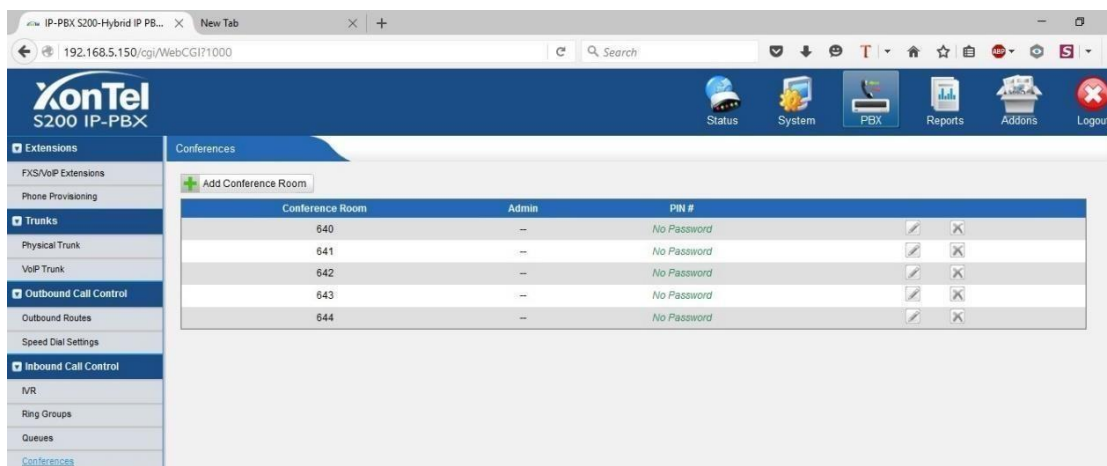 IP-PBX S200-Hybrid IP PB... New Tab
192.168.5.150/cgi/WebCGI?1000 Search
XonTel
S200 IP-PBX
Status System PBX Reports Addons Logou
Extensions
FXS/VoIP Extensions
Phone Provisioning
Trunks
Physical Trunk
VoIP Trunk
Outbound Call Control
Outbound Routes
Speed Dial Settings
Inbound Call Control
IVR
Ring Groups
Queues
Conferences
Conferences
Add Conference Room
Conference Room Admin PIN #
640 -- No Password
641 -- No Password
642 -- No Password
643 -- No Password
644 -- No Password